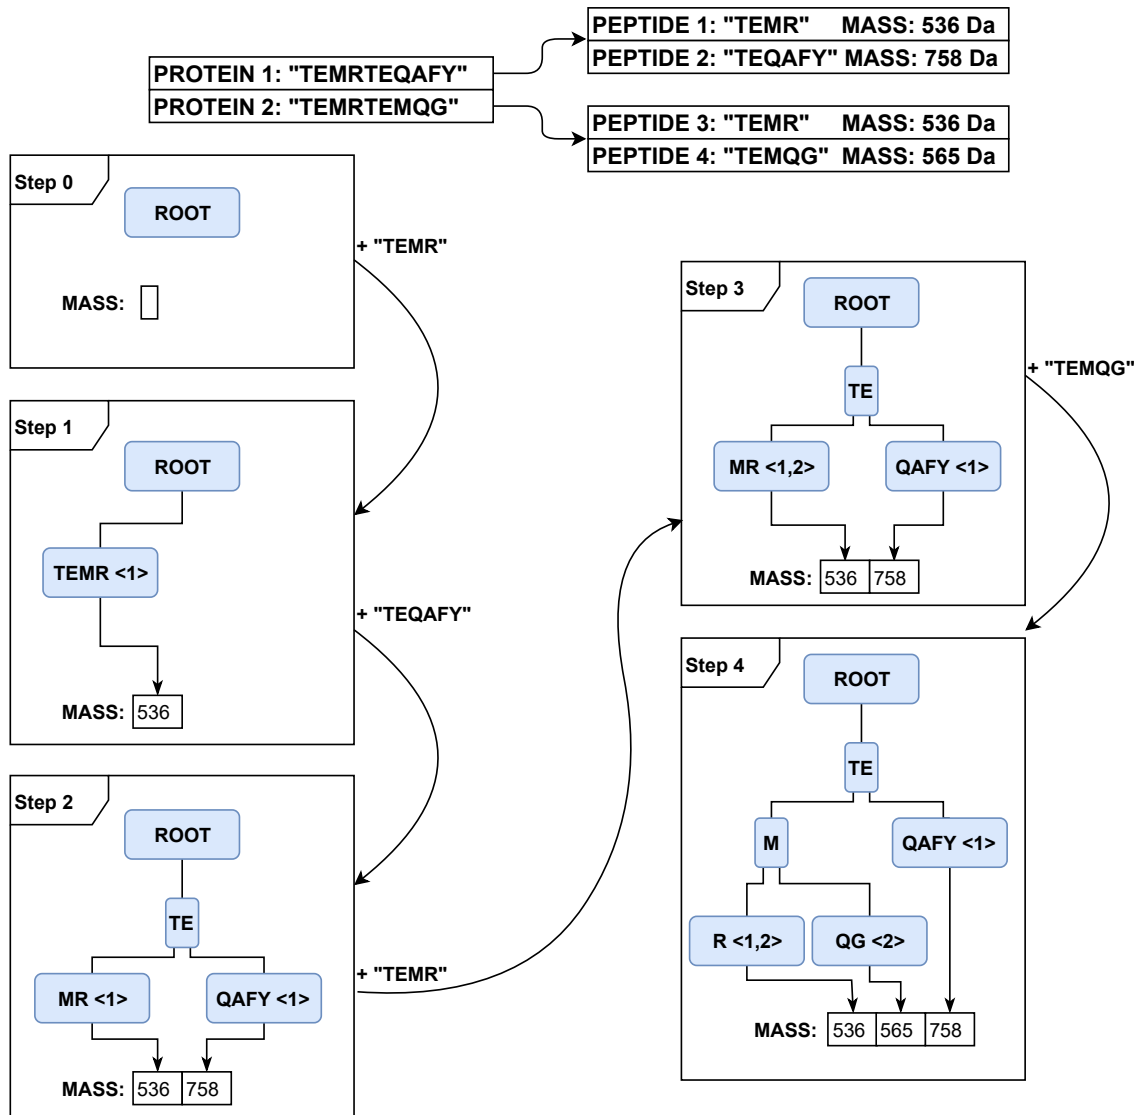 PEPTIDE 1: "TEMR" MASS: 536 Da
PEPTIDE 2: "TEQAFY" MASS: 758 Da
PROTEIN 1: "TEMRTEQAFY"
PROTEIN 2: "TEMRTEMQG"
PEPTIDE 3: "TEMR" MASS: 536 Da
PEPTIDE 4: "TEMQG" MASS: 565 Da
Step 0
ROOT
MASS:
+ "TEMR"
Step 1
ROOT
TEMR <1>
MASS: 536
+ "TEQAFY"
Step 2
ROOT
TE
MR <1> QAFY <1>
MASS: 536 758
+ "TEMR"
Step 3
ROOT
TE
MR <1,2> QAFY <1>
MASS: 536 758
+ "TEMQG"
Step 4
ROOT
TE
M QAFY <1>
R <1,2> QG <2>
MASS: 536 565 758